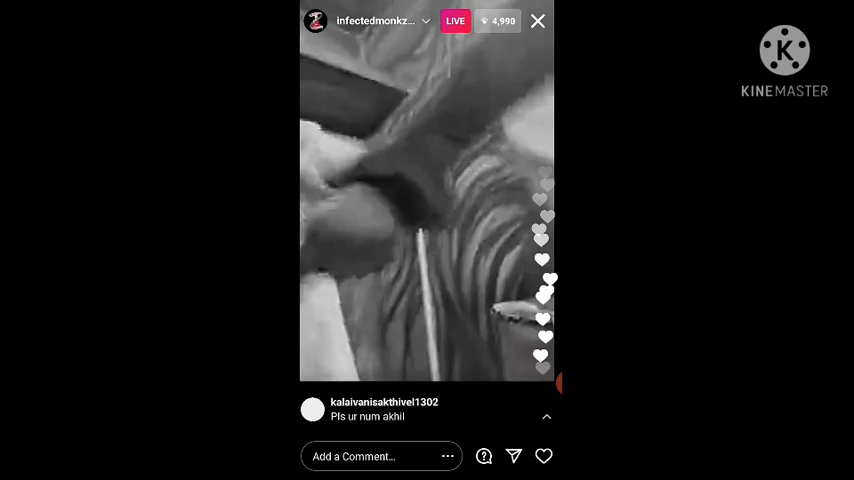 infectedmonkz...
LIVE
4,990
K
KINEMASTER
kalaivanisakthivel1302
Pls ur num akhil
Add a Comment...